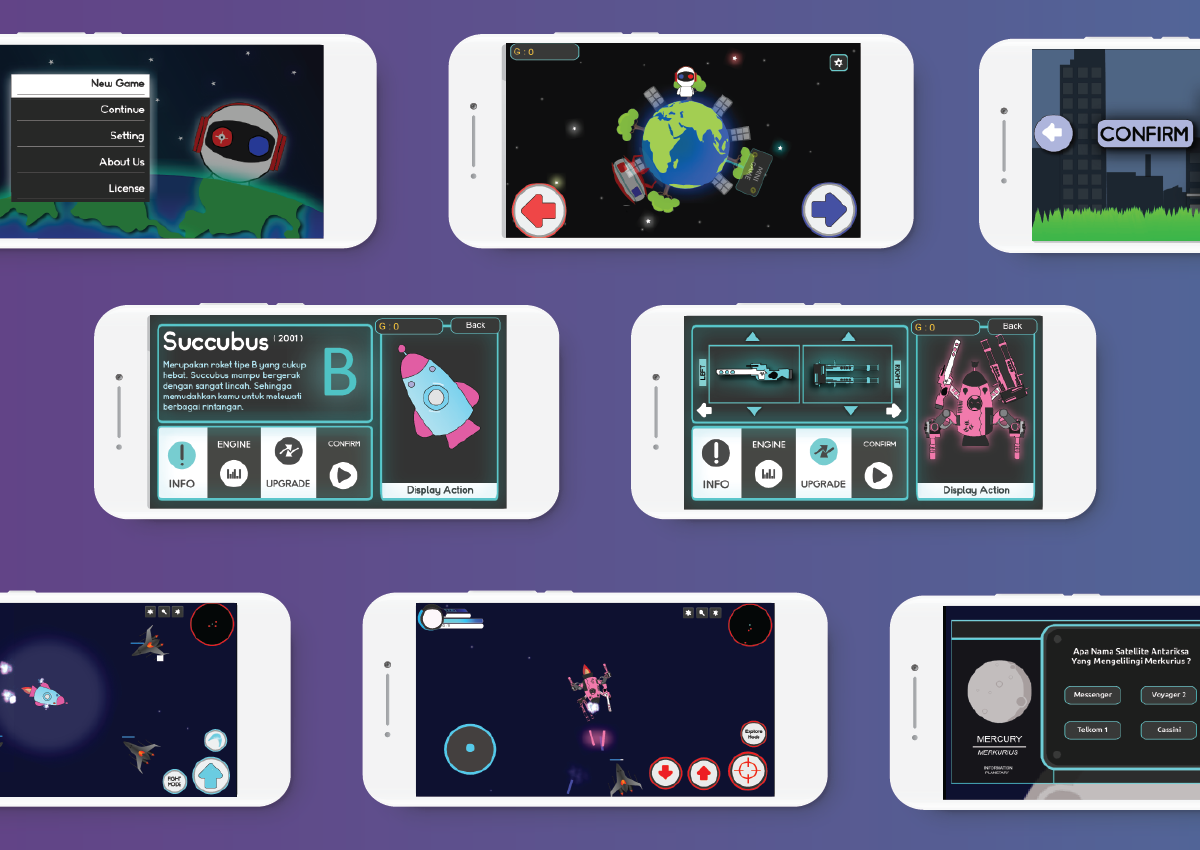 New Game
Continue
Setting
About Us
License
G : 0
CONFIRM
Succubus (2001)
Merupakan roket tipe B yang cukup
hebat. Succubus mampu bergerak
dengan sangat lincah. Sehingga
memudahkan kamu untuk melewati
berbagai rintangan.
B
G : 0
Back
INFO
ENGINE
UPGRADE
CONFIRM
Display Action
LEFT
RIGHT
G : 0
Back
INFO
ENGINE
UPGRADE
CONFIRM
Display Action
FIGHT
MODE
Explore
Mode
MERCURY
MERKURIUS
INFORMATION
PLANETARY
Apa Nama Satellite Antariksa
Yang Mengelilingi Merkurius ?
Messenger
Voyager 2
Telkom 1
Cassini